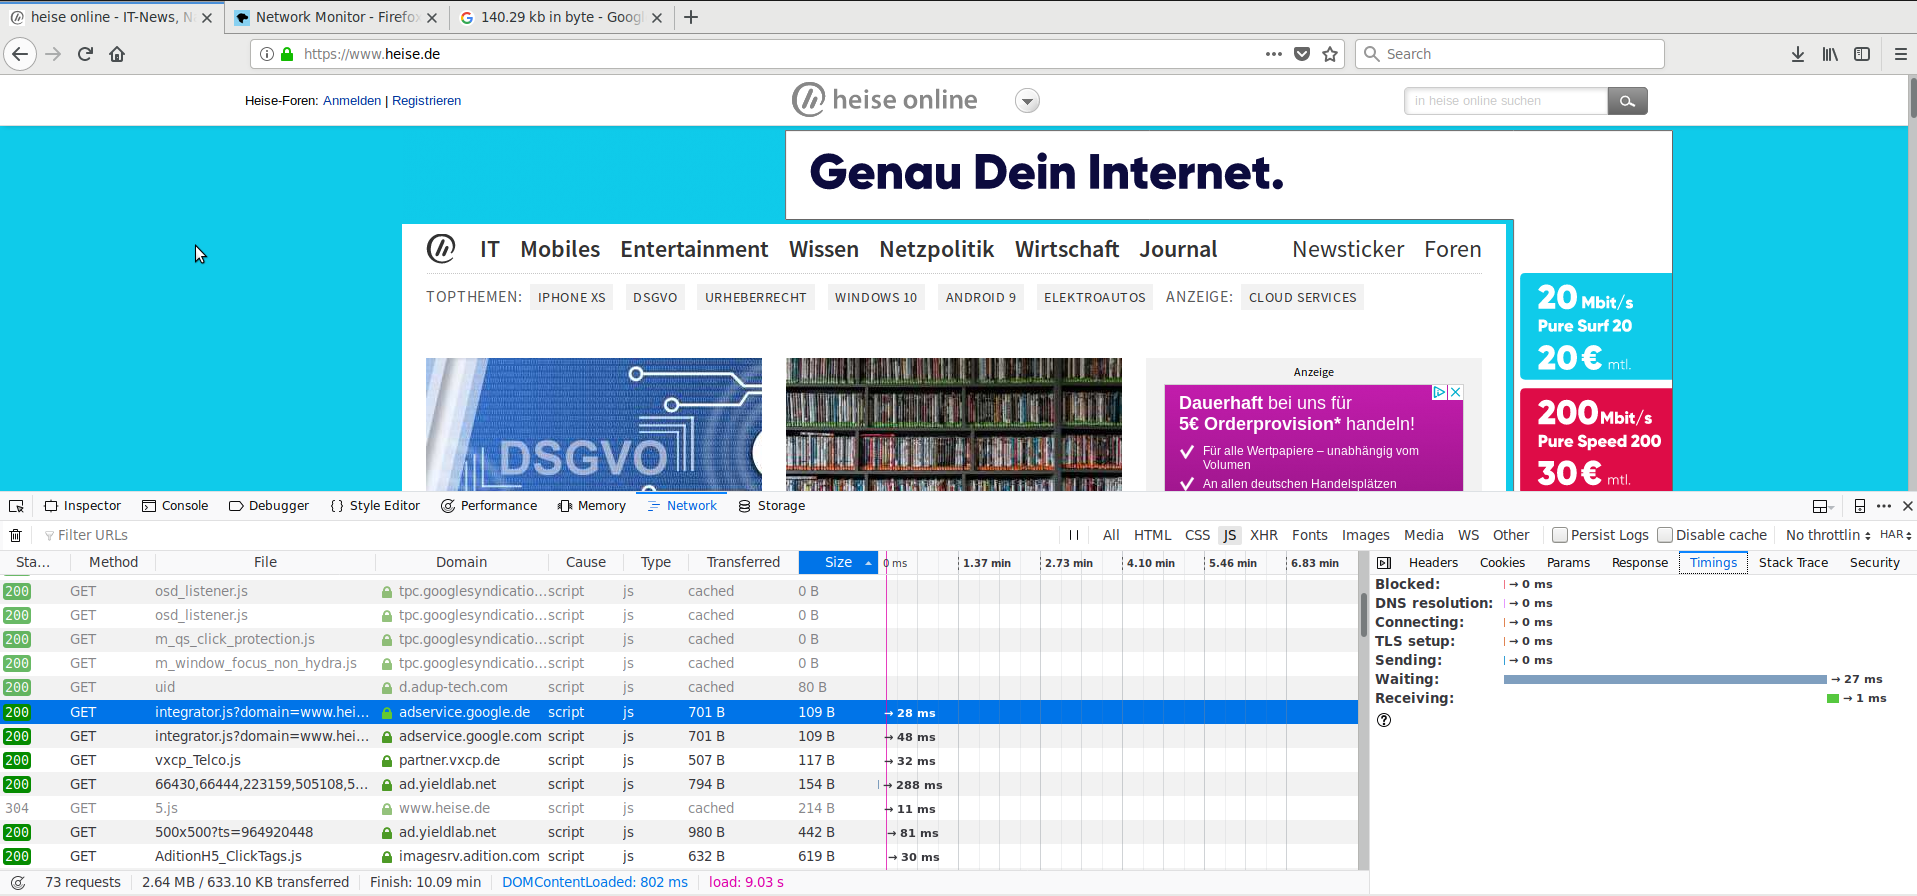 heise online - IT-News, N
Network Monitor - Firefo
140.29 kb in byte - Goog
https://www.heise.de
Search
Heise-Foren: Anmelden | Registrieren
heise online
in heise online suchen
Genau Dein Internet.
IT Mobiles Entertainment Wissen Netzpolitik Wirtschaft Journal Newsticker Foren
TOPTHEMEN: IPHONE XS DSGVO URHEBERRECHT WINDOWS 10 ANDROID 9 ELEKTROAUTOS ANZEIGE: CLOUD SERVICES
20 Mbit/s
Pure Surf 20
20 € mtl.
200 Mbit/s
Pure Speed 200
30 € mtl.
DSGVO
Anzeige
Dauerhaft bei uns für
5€ Orderprovision* handeln!
Für alle Wertpapiere – unabhängig vom
Volumen
An allen deutschen Handelsplätzen
Inspector Console Debugger {} Style Editor Performance Memory Network Storage
Filter URLs All HTML CSS JS XHR Fonts Images Media WS Other Persist Logs Disable cache No throttlin HAR
Sta... Method File Domain Cause Type Transferred Size 0 ms 1.37 min 2.73 min 4.10 min 5.46 min 6.83 min
200 GET osd_listener.js tpc.googlesyndicatio... script js cached 0 B
200 GET osd_listener.js tpc.googlesyndicatio... script js cached 0 B
200 GET m_qs_click_protection.js tpc.googlesyndicatio... script js cached 0 B
200 GET m_window_focus_non_hydra.js tpc.googlesyndicatio... script js cached 0 B
200 GET uid d.adup-tech.com script js cached 80 B
200 GET integrator.js?domain=www.hei... adservice.google.de script js 701 B 109 B → 28 ms
200 GET integrator.js?domain=www.hei... adservice.google.com script js 701 B 109 B → 48 ms
200 GET vxcp_Telco.js partner.vxcp.de script js 507 B 117 B → 32 ms
200 GET 66430,66444,223159,505108,5... ad.yieldlab.net script js 794 B 154 B → 288 ms
304 GET 5.js www.heise.de script js cached 214 B → 11 ms
200 GET 500x500?ts=964920448 ad.yieldlab.net script js 980 B 442 B → 81 ms
200 GET AditionH5_ClickTags.js imagesrv.adition.com script js 632 B 619 B → 30 ms
Headers Cookies Params Response Timings Stack Trace Security
Blocked: → 0 ms
DNS resolution: → 0 ms
Connecting: → 0 ms
TLS setup: → 0 ms
Sending: → 0 ms
Waiting: → 27 ms
Receiving: → 1 ms
73 requests 2.64 MB / 633.10 KB transferred Finish: 10.09 min DOMContentLoaded: 802 ms load: 9.03 s